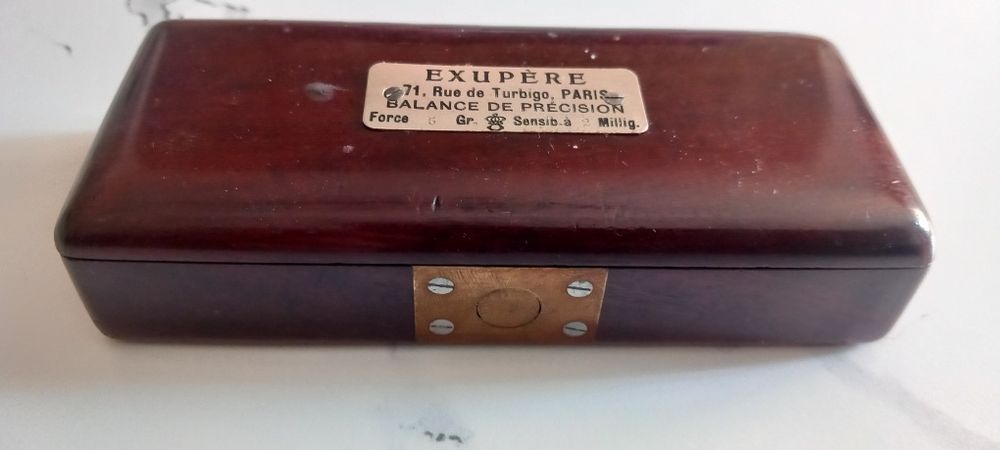 EXUPÈRE
71, Rue de Turbigo, PARIS
BALANCE DE PRÉCISION
Force 5 Gr. Sensib. à 2 Millig.